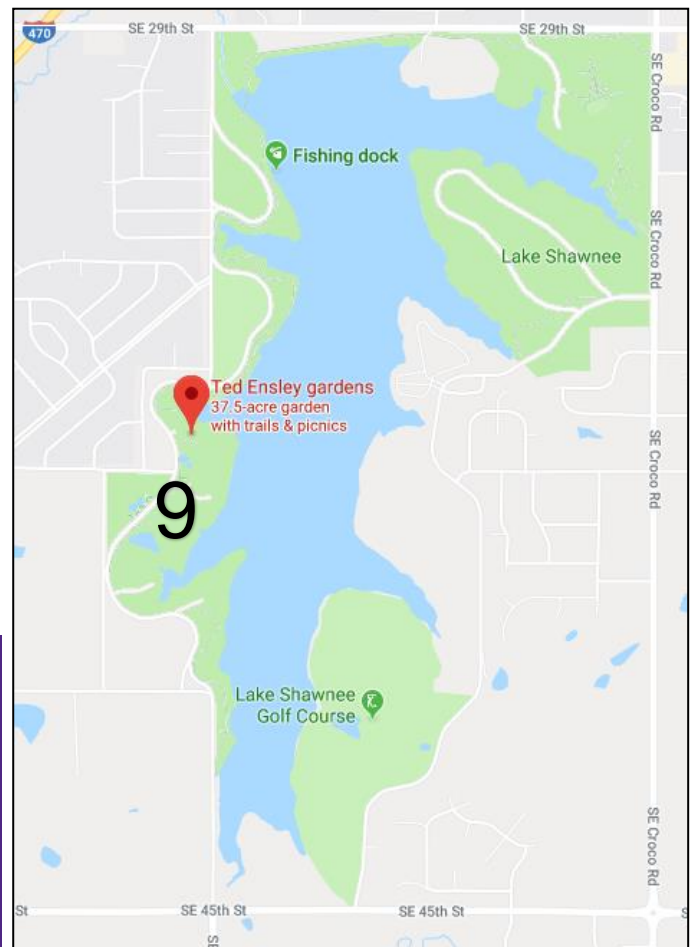 470
SE 29th St
SE 29th St
SE Croco Rd
Fishing dock
SE Croco Rd
Lake Shawnee
Ted Ensley gardens
37.5-acre garden
with trails & picnics
SE Croco Rd
9
Lake Shawnee
Golf Course
SE Croco Rd
St
SE 45th St
SE 45th St
S
SE